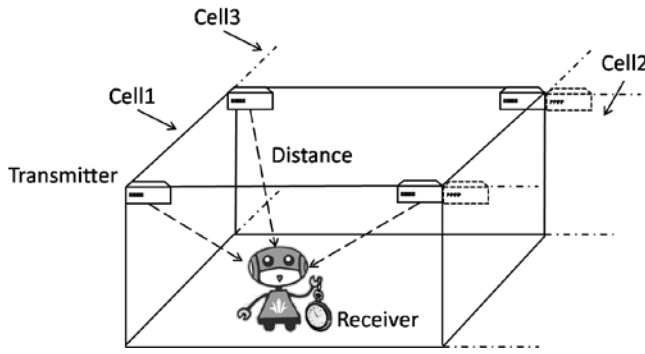 Cell3
Cell2
Cell1
Distance
Transmitter
Receiver